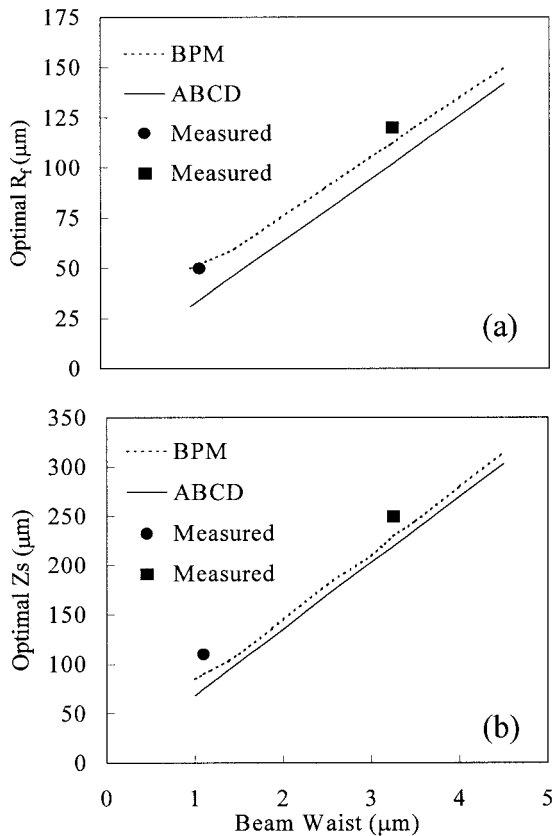 175
150
125
100
75
50
25
0
Optimal R_f (μm)
BPM
ABCD
Measured
Measured
(a)
350
300
250
200
150
100
50
0
Optimal Zs (μm)
BPM
ABCD
Measured
Measured
(b)
0 1 2 3 4 5
Beam Waist (μm)